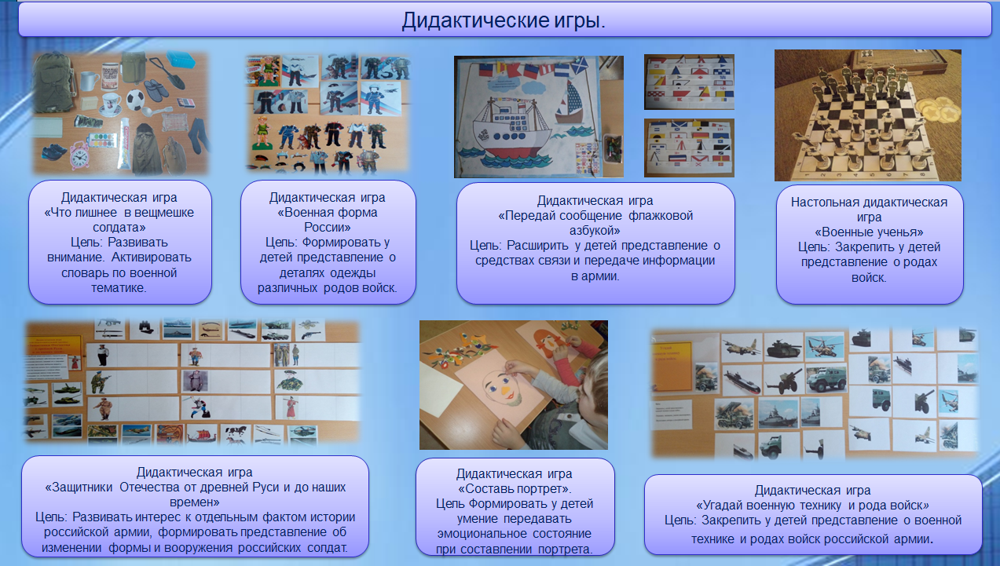 Дидактические игры.
Дидактическая игра
«Что лишнее в вещмешке
солдата»
Цель: Развивать
внимание. Активировать
словарь по военной
тематике.
Дидактическая игра
«Военная форма
России»
Цель: Формировать у
детей представление о
деталях одежды
различных родов войск.
Дидактическая игра
«Передай сообщение флажковой
азбукой»
Цель: Расширить у детей представление о
средствах связи и передаче информации
в армии.
Настольная дидактическая
игра
«Военные ученья»
Цель: Закрепить у детей
представление о родах
войск.
Дидактическая игра
«Защитники Отечества от древней Руси и до наших
времен»
Цель: Развивать интерес к отдельным фактом истории
российской армии, формировать представление об
изменении формы и вооружения российских солдат.
Дидактическая игра
«Составь портрет».
Цель Формировать у детей
умение передавать
эмоциональное состояние
при составлении портрета.
Дидактическая игра
«Угадай военную технику и рода войск»
Цель: Закрепить у детей представление о военной
технике и родах войск российской армии.